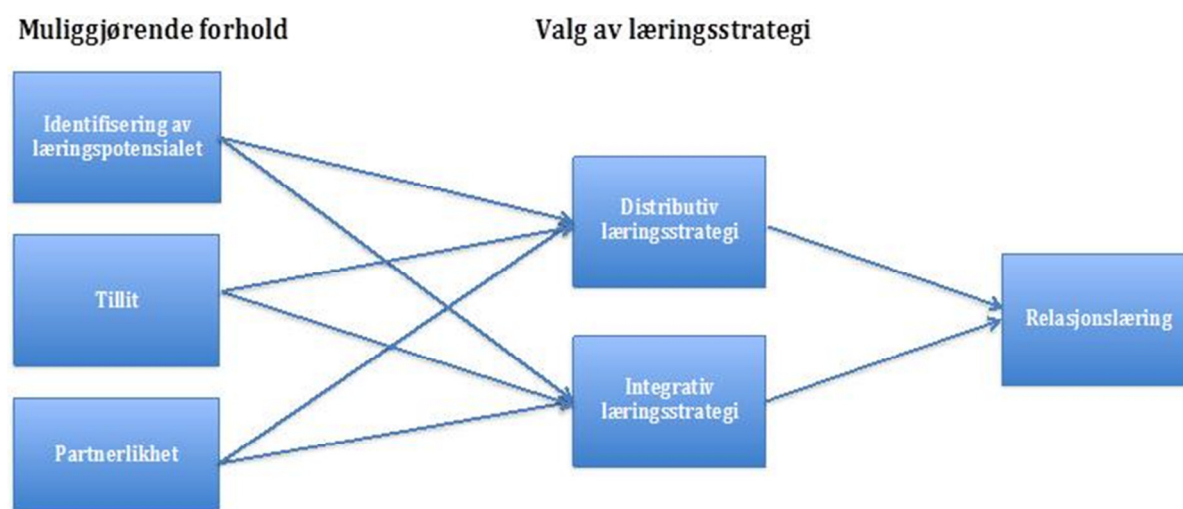 Muliggjørende forhold
Valg av læringsstrategi
Identifisering av
læringspotensialet
Tillit
Partnerlikhet
Distributiv
læringsstrategi
Integrativ
læringsstrategi
Relasjonslæring